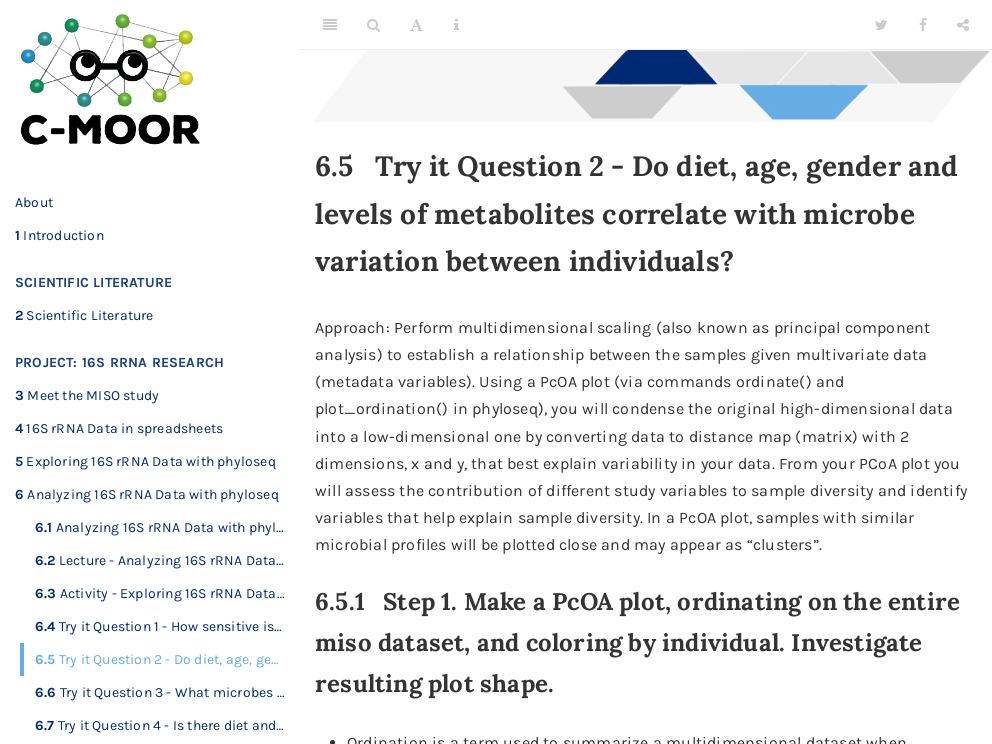 C-MOOR
About
1 Introduction
SCIENTIFIC LITERATURE
2 Scientific Literature
PROJECT: 16S RRNA RESEARCH
3 Meet the MISO study
4 16S rRNA Data in spreadsheets
5 Exploring 16S rRNA Data with phyloseq
6 Analyzing 16S rRNA Data with phyloseq
6.1 Analyzing 16S rRNA Data with phyl…
6.2 Lecture - Analyzing 16S rRNA Data…
6.3 Activity - Exploring 16S rRNA Data…
6.4 Try it Question 1 - How sensitive is…
6.5 Try it Question 2 - Do diet, age, ge…
6.6 Try it Question 3 - What microbes …
6.7 Try it Question 4 - Is there diet and…
A
i
6.5 Try it Question 2 - Do diet, age, gender and
levels of metabolites correlate with microbe
variation between individuals?
Approach: Perform multidimensional scaling (also known as principal component
analysis) to establish a relationship between the samples given multivariate data
(metadata variables). Using a PcOA plot (via commands ordinate() and
plot_ordination() in phyloseq), you will condense the original high-dimensional data
into a low-dimensional one by converting data to distance map (matrix) with 2
dimensions, x and y, that best explain variability in your data. From your PCoA plot you
will assess the contribution of different study variables to sample diversity and identify
variables that help explain sample diversity. In a PcOA plot, samples with similar
microbial profiles will be plotted close and may appear as “clusters”.
6.5.1 Step 1. Make a PcOA plot, ordinating on the entire
miso dataset, and coloring by individual. Investigate
resulting plot shape.
• Ordination is a term used to summarize a multidimensional dataset when